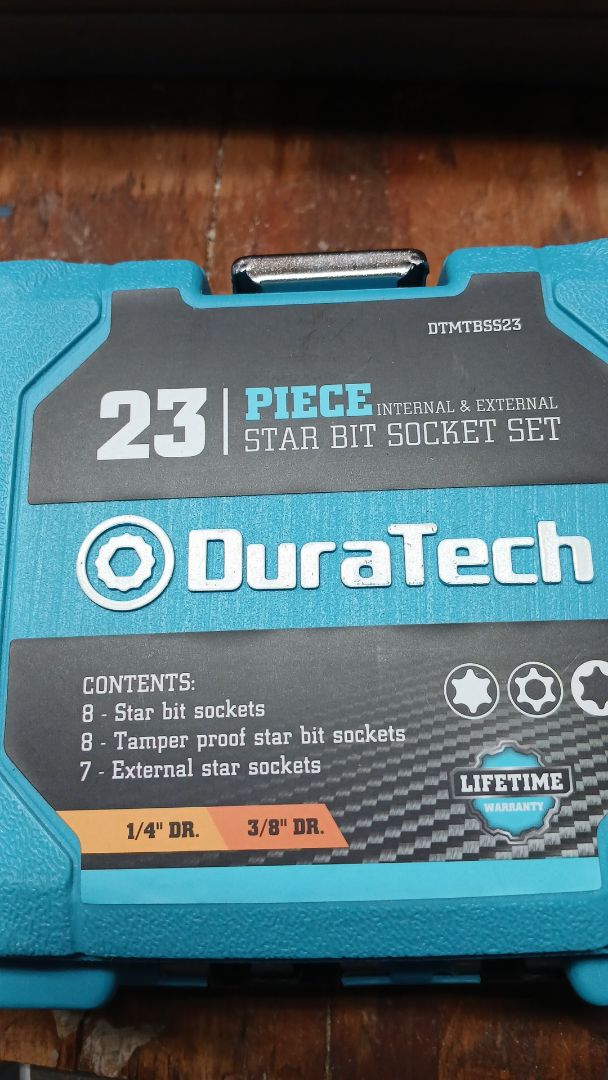 DTMTBSS23
23 PIECE INTERNAL & EXTERNAL
STAR BIT SOCKET SET
DuraTech
CONTENTS:
8 - Star bit sockets
8 - Tamper proof star bit sockets
7 - External star sockets
LIFETIME
WARRANTY
1/4" DR. 3/8" DR.